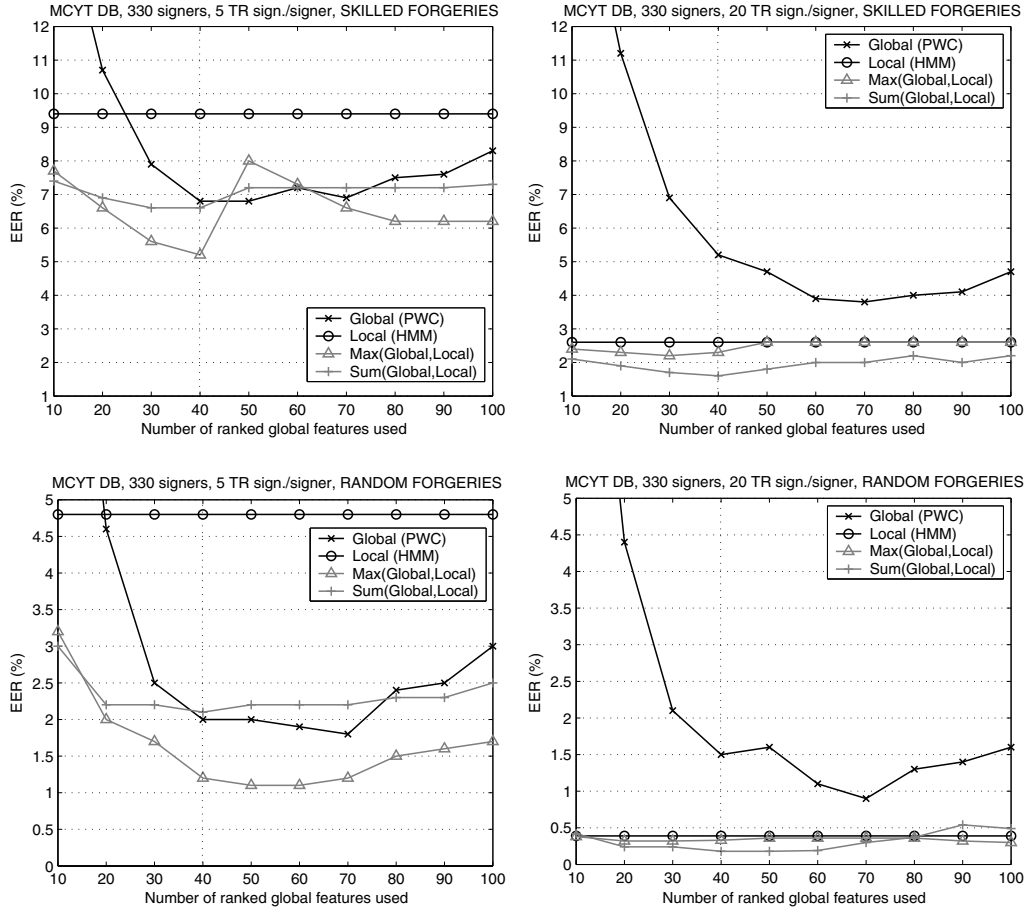 MCYT DB, 330 signers, 5 TR sign./signer, SKILLED FORGERIES
12
11
10
9
8
7
6
5
4
3
2
1
EER (%)
Global (PWC)
Local (HMM)
Max(Global,Local)
Sum(Global,Local)
10 20 30 40 50 60 70 80 90 100
Number of ranked global features used
MCYT DB, 330 signers, 20 TR sign./signer, SKILLED FORGERIES
12
11
10
9
8
7
6
5
4
3
2
1
EER (%)
Global (PWC)
Local (HMM)
Max(Global,Local)
Sum(Global,Local)
10 20 30 40 50 60 70 80 90 100
Number of ranked global features used
MCYT DB, 330 signers, 5 TR sign./signer, RANDOM FORGERIES
5
4.5
4
3.5
3
2.5
2
1.5
1
0.5
0
EER (%)
Global (PWC)
Local (HMM)
Max(Global,Local)
Sum(Global,Local)
10 20 30 40 50 60 70 80 90 100
Number of ranked global features used
MCYT DB, 330 signers, 20 TR sign./signer, RANDOM FORGERIES
5
4.5
4
3.5
3
2.5
2
1.5
1
0.5
0
EER (%)
Global (PWC)
Local (HMM)
Max(Global,Local)
Sum(Global,Local)
10 20 30 40 50 60 70 80 90 100
Number of ranked global features used